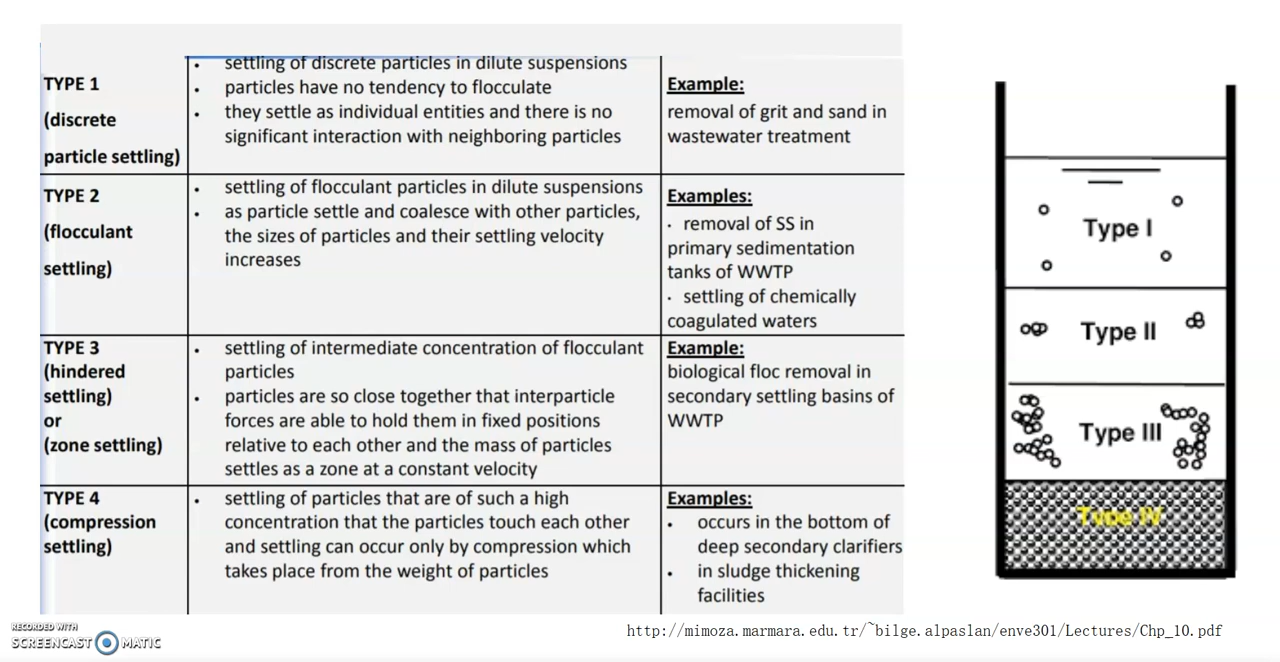 TYPE 1
(discrete
particle settling)
• settling of discrete particles in dilute suspensions
• particles have no tendency to flocculate
• they settle as individual entities and there is no
significant interaction with neighboring particles
Example:
removal of grit and sand in
wastewater treatment
TYPE 2
(flocculant
settling)
• settling of flocculant particles in dilute suspensions
• as particle settle and coalesce with other particles,
the sizes of particles and their settling velocity
increases
Examples:
· removal of SS in
primary sedimentation
tanks of WWTP
· settling of chemically
coagulated waters
TYPE 3
(hindered
settling)
or
(zone settling)
• settling of intermediate concentration of flocculant
particles
• particles are so close together that interparticle
forces are able to hold them in fixed positions
relative to each other and the mass of particles
settles as a zone at a constant velocity
Example:
biological floc removal in
secondary settling basins of
WWTP
TYPE 4
(compression
settling)
• settling of particles that are of such a high
concentration that the particles touch each other
and settling can occur only by compression which
takes place from the weight of particles
Examples:
• occurs in the bottom of
deep secondary clarifiers
• in sludge thickening
facilities
Type I
Type II
Type III
Type IV
http://mimoza.marmara.edu.tr/~bilge.alpaslan/enve301/Lectures/Chp_10.pdf
RECORDED WITH
SCREENCAST MATIC